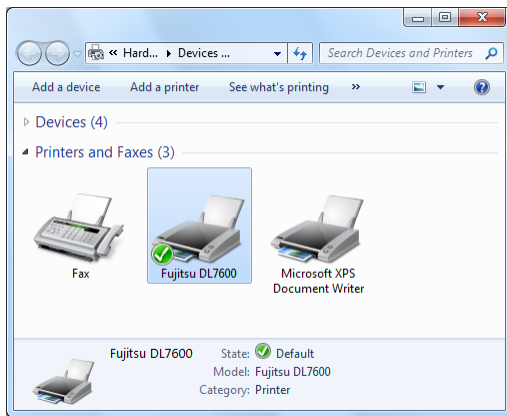 « Hard... ▸ Devices ...
Search Devices and Printers
Add a device Add a printer See what's printing »
Devices (4)
Printers and Faxes (3)
Fax
Fujitsu DL7600
Microsoft XPS
Document Writer
Fujitsu DL7600
State: Default
Model: Fujitsu DL7600
Category: Printer